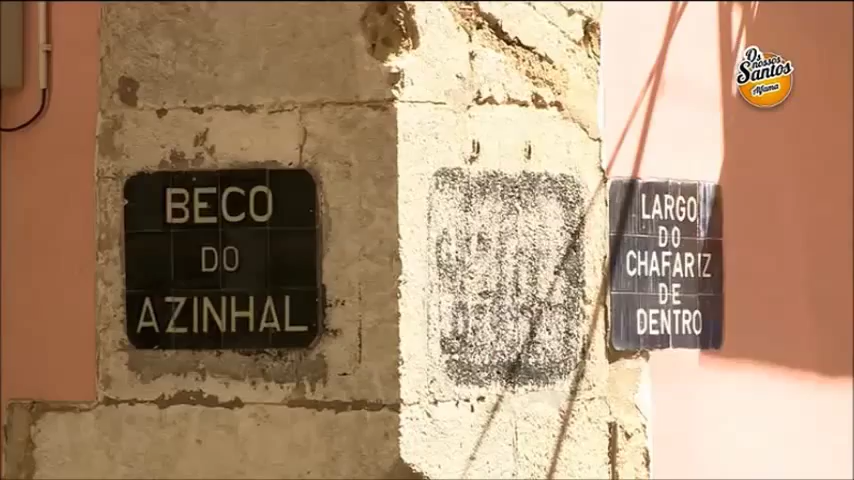 BECO
DO
AZINHAL
LARGO
DO
CHAFARIZ
DE
DENTRO
Os
nossos
Santos
Alfama